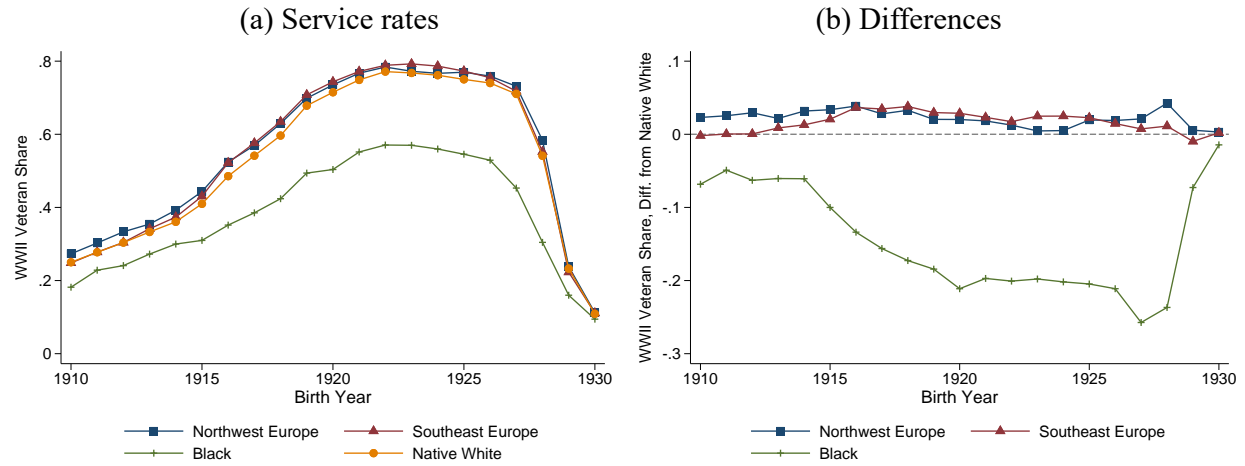 (a) Service rates
WWII Veteran Share
.8
.6
.4
.2
0
1910 1915 1920 1925 1930
Birth Year
Northwest Europe Southeast Europe
Black Native White
(b) Differences
WWII Veteran Share, Diff. from Native White
.1
0
-.1
-.2
-.3
1910 1915 1920 1925 1930
Birth Year
Northwest Europe Southeast Europe
Black